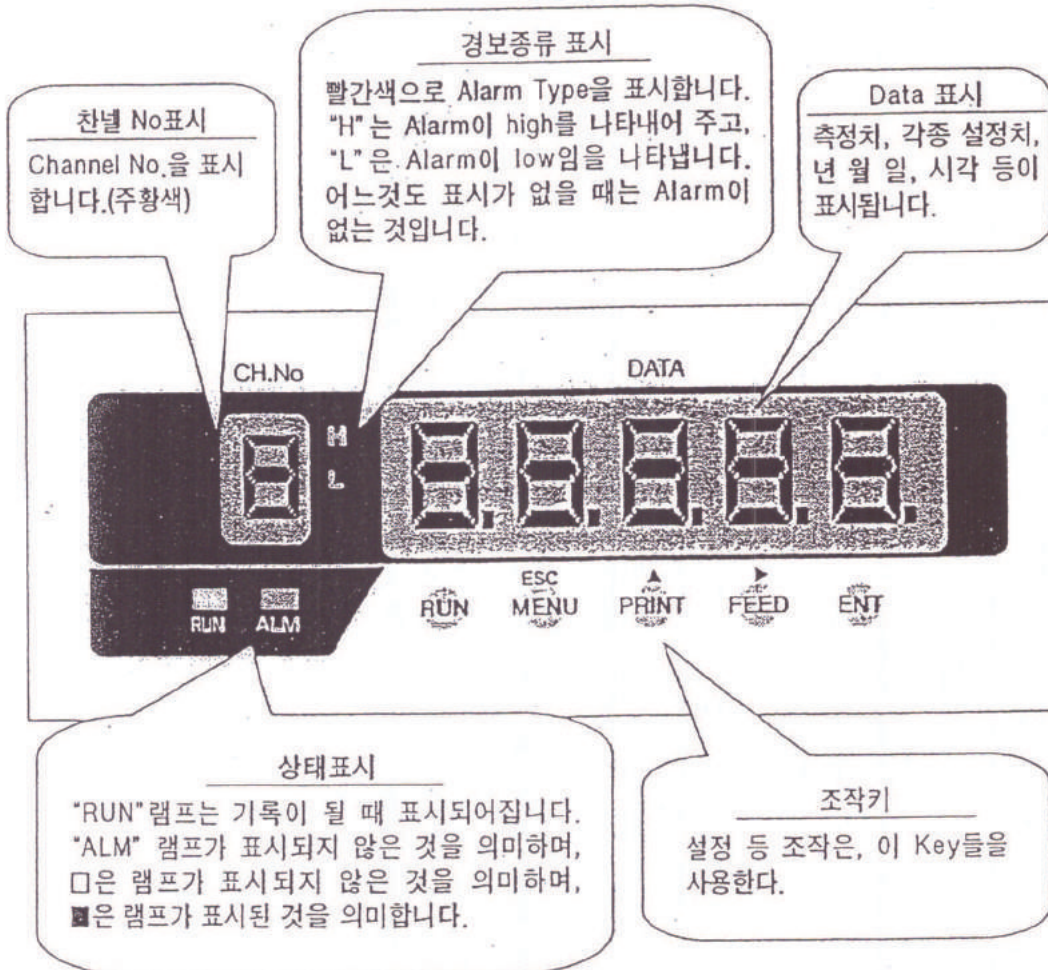 경보종류 표시
빨간색으로 Alarm Type을 표시합니다.
"H"는 Alarm이 high를 나타내어 주고,
"L"은 Alarm이 low임을 나타냅니다.
어느것도 표시가 없을 때는 Alarm이
없는 것입니다.
찬넬 No표시
Channel No.을 표시
합니다.(주황색)
Data 표시
측정치, 각종 설정치,
년 월 일, 시각 등이
표시됩니다.
CH.No
DATA
8
H
L
8.8.8.8.8.
RUN
ALM
RUN
ESC
MENU
▲
PRINT
▶
FEED
ENT
상태표시
"RUN"램프는 기록이 될 때 표시되어집니다.
"ALM" 램프가 표시되지 않은 것을 의미하며,
□은 램프가 표시되지 않은 것을 의미하며,
■은 램프가 표시된 것을 의미합니다.
조작키
설정 등 조작은, 이 Key들을
사용한다.